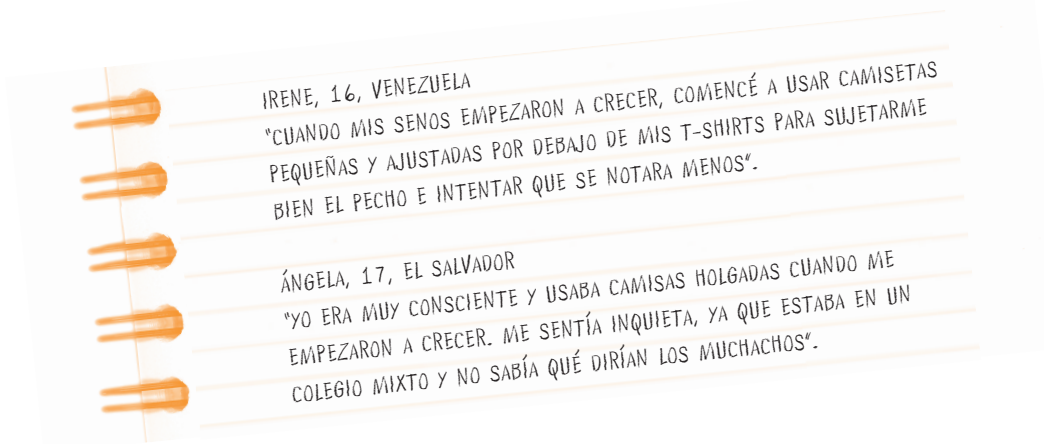 IRENE, 16, VENEZUELA
"CUANDO MIS SENOS EMPEZARON A CRECER, COMENCÉ A USAR CAMISETAS
PEQUEÑAS Y AJUSTADAS POR DEBAJO DE MIS T-SHIRTS PARA SUJETARME
BIEN EL PECHO E INTENTAR QUE SE NOTARA MENOS".
ÁNGELA, 17, EL SALVADOR
"YO ERA MUY CONSCIENTE Y USABA CAMISAS HOLGADAS CUANDO ME
EMPEZARON A CRECER. ME SENTÍA INQUIETA, YA QUE ESTABA EN UN
COLEGIO MIXTO Y NO SABÍA QUÉ DIRÍAN LOS MUCHACHOS".